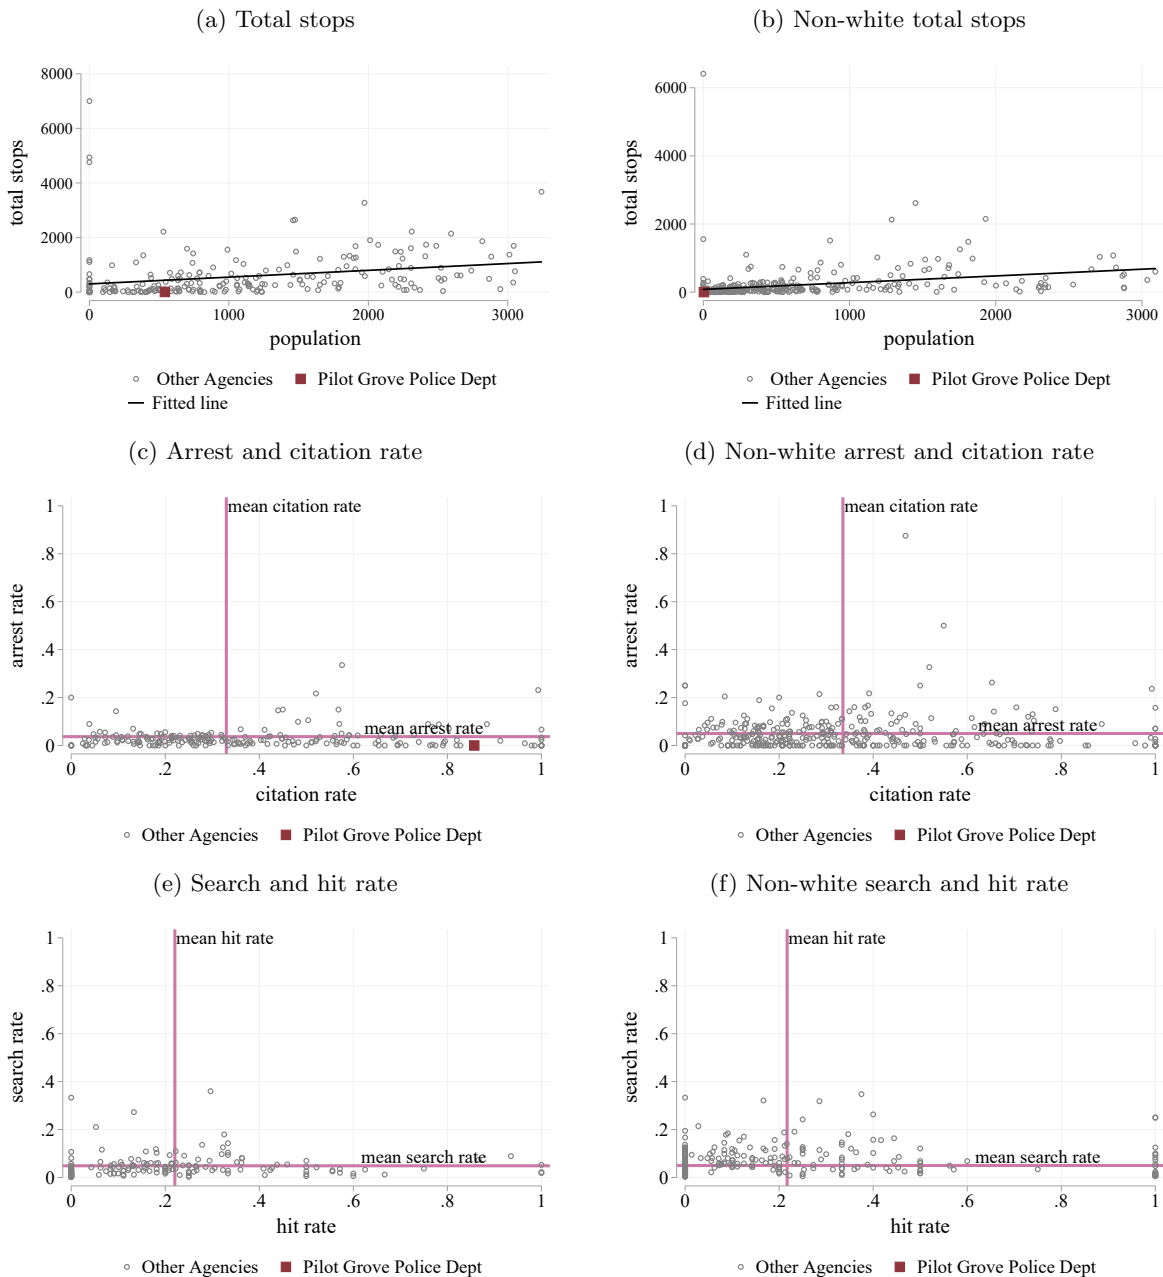 (a) Total stops
(b) Non-white total stops
total stops
8000
6000
4000
2000
0
0
1000
2000
3000
population
Other Agencies
Pilot Grove Police Dept
Fitted line
total stops
6000
4000
2000
0
0
1000
2000
3000
population
Other Agencies
Pilot Grove Police Dept
Fitted line
(c) Arrest and citation rate
(d) Non-white arrest and citation rate
arrest rate
1
.8
.6
.4
.2
0
mean citation rate
mean arrest rate
0
.2
.4
.6
.8
1
citation rate
Other Agencies
Pilot Grove Police Dept
arrest rate
1
.8
.6
.4
.2
0
mean citation rate
mean arrest rate
0
.2
.4
.6
.8
1
citation rate
Other Agencies
Pilot Grove Police Dept
(e) Search and hit rate
(f) Non-white search and hit rate
search rate
1
.8
.6
.4
.2
0
mean hit rate
mean search rate
0
.2
.4
.6
.8
1
hit rate
Other Agencies
Pilot Grove Police Dept
search rate
1
.8
.6
.4
.2
0
mean hit rate
mean search rate
0
.2
.4
.6
.8
1
hit rate
Other Agencies
Pilot Grove Police Dept